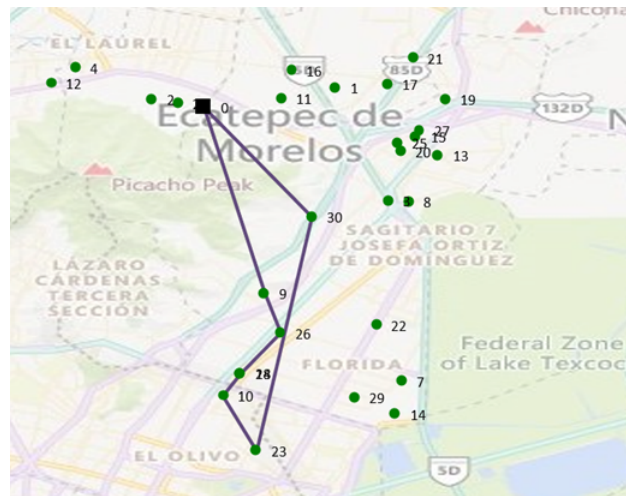 Chicona
EL LAUREL
21
4
16
85D
12
1
17
2
11
19
132D
0
Ecatepec de
27
15
25
Morelos
20
13
Picacho Peak
3
8
30
SAGITARIO 7
JOSEFA ORTIZ
DE DOMÍNGUEZ
LÁZARO
CÁRDENAS
TERCERA
SECCIÓN
9
26
22
Federal Zone
FLORIDA
of Lake Texcoc
7
10
29
14
23
EL OLIVO
5D